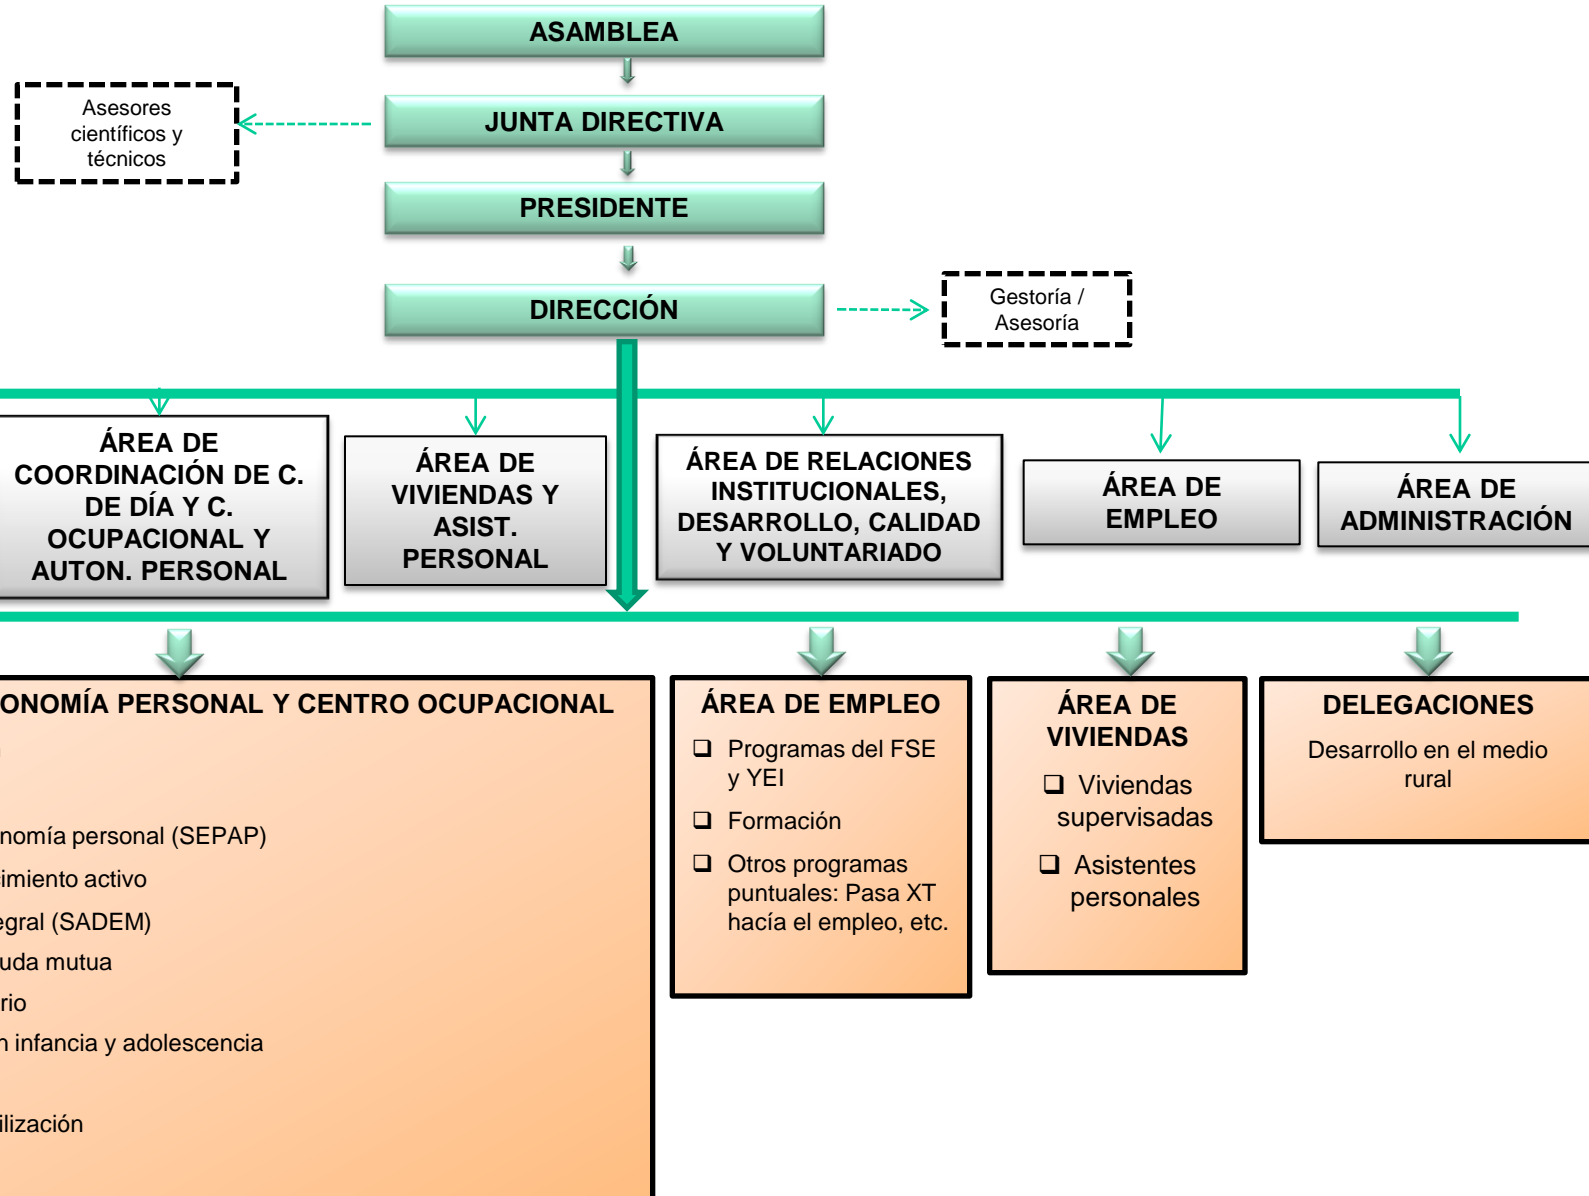 ASAMBLEA
Asesores
científicos y
técnicos
JUNTA DIRECTIVA
PRESIDENTE
DIRECCIÓN
Gestoría /
Asesoría
ÁREA DE
COORDINACIÓN DE C.
DE DÍA Y C.
OCUPACIONAL Y
AUTON. PERSONAL
ÁREA DE
VIVIENDAS Y
ASIST.
PERSONAL
ÁREA DE RELACIONES
INSTITUCIONALES,
DESARROLLO, CALIDAD
Y VOLUNTARIADO
ÁREA DE
EMPLEO
ÁREA DE
ADMINISTRACIÓN
ONOMÍA PERSONAL Y CENTRO OCUPACIONAL
nomía personal (SEPAP)
cimiento activo
egral (SADEM)
uda mutua
rio
n infancia y adolescencia
ilización
ÁREA DE EMPLEO
❑ Programas del FSE
y YEI
❑ Formación
❑ Otros programas
puntuales: Pasa XT
hacía el empleo, etc.
ÁREA DE
VIVIENDAS
❑ Viviendas
supervisadas
❑ Asistentes
personales
DELEGACIONES
Desarrollo en el medio
rural